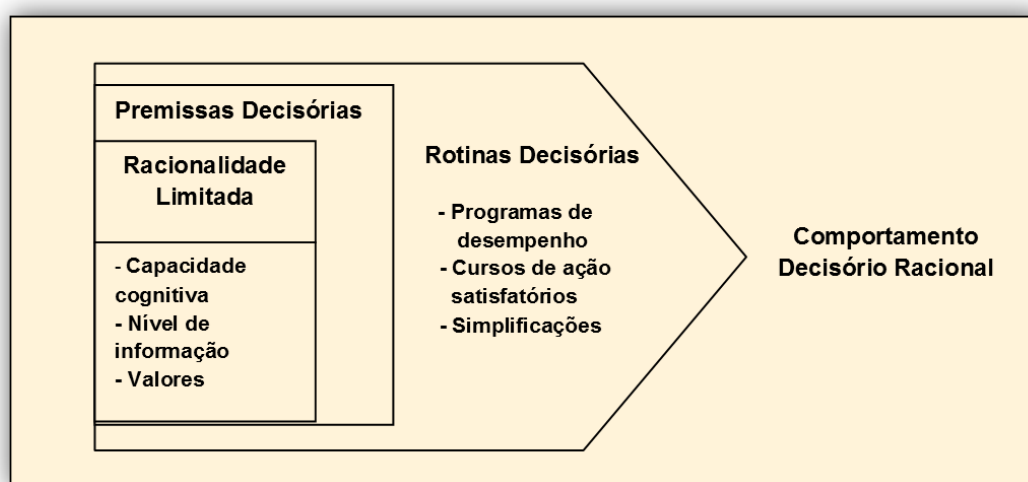 Premissas Decisórias
Racionalidade
Limitada
- Capacidade
cognitiva
- Nível de
informação
- Valores
Rotinas Decisórias
- Programas de
desempenho
- Cursos de ação
satisfatórios
- Simplificações
Comportamento
Decisório Racional